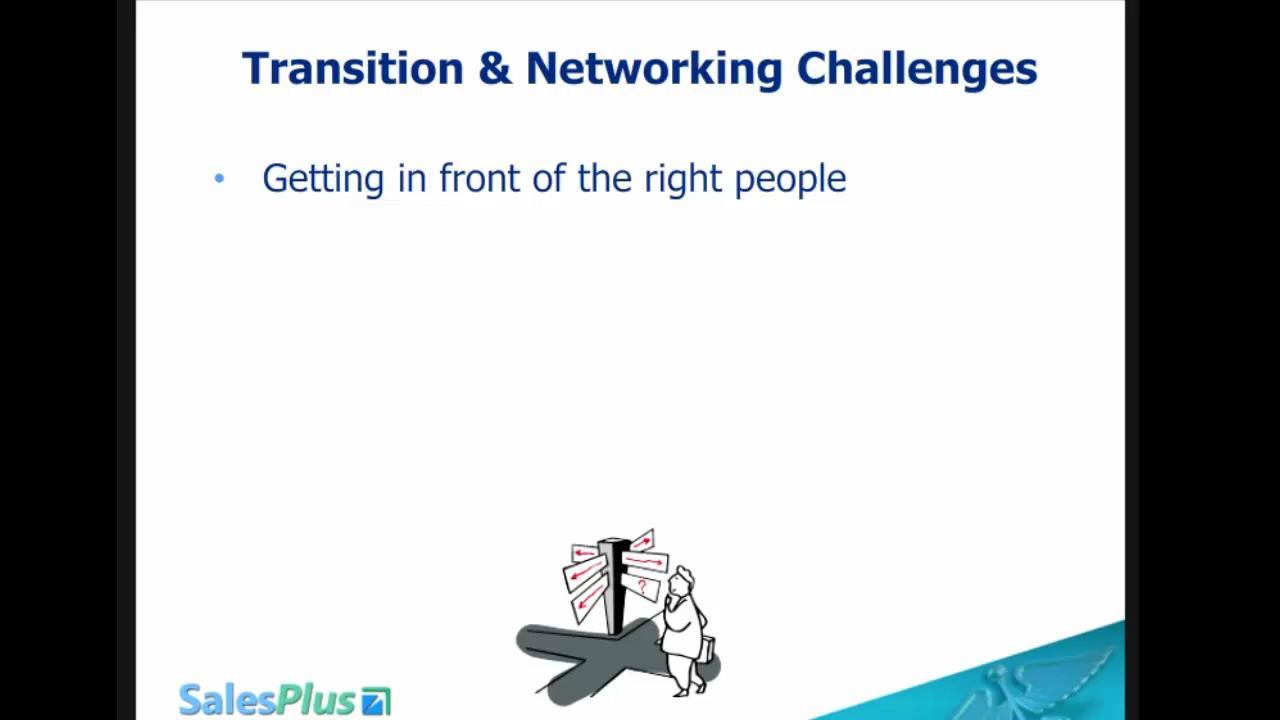 Transition & Networking Challenges
• Getting in front of the right people
?
SalesPlus